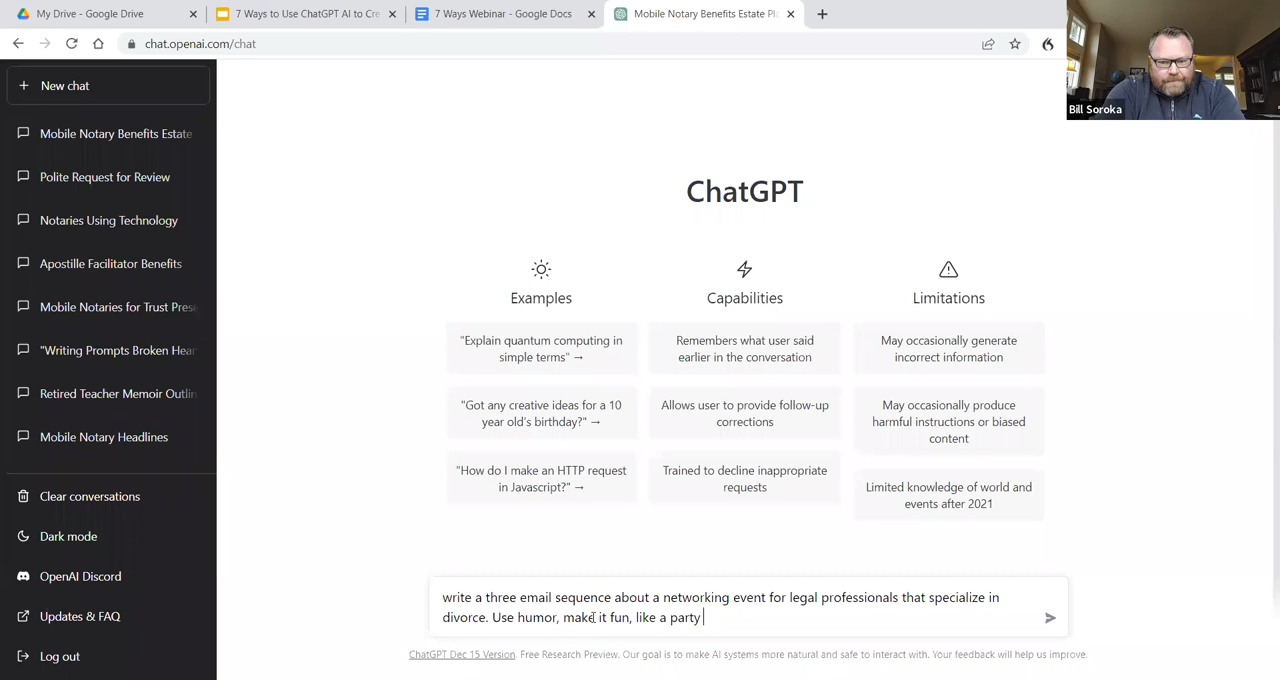 My Drive - Google Drive
7 Ways to Use ChatGPT AI to Cre
7 Ways Webinar - Google Docs
Mobile Notary Benefits Estate Pl
chat.openai.com/chat
Bill Soroka
New chat
Mobile Notary Benefits Estate
Polite Request for Review
Notaries Using Technology
Apostille Facilitator Benefits
Mobile Notaries for Trust Prese
"Writing Prompts Broken Hear
Retired Teacher Memoir Outlin
Mobile Notary Headlines
Clear conversations
Dark mode
OpenAI Discord
Updates & FAQ
Log out
ChatGPT
Examples
"Explain quantum computing in
simple terms" →
"Got any creative ideas for a 10
year old's birthday?" →
"How do I make an HTTP request
in Javascript?" →
Capabilities
Remembers what user said
earlier in the conversation
Allows user to provide follow-up
corrections
Trained to decline inappropriate
requests
Limitations
May occasionally generate
incorrect information
May occasionally produce
harmful instructions or biased
content
Limited knowledge of world and
events after 2021
write a three email sequence about a networking event for legal professionals that specialize in
divorce. Use humor, make it fun, like a party
ChatGPT Dec 15 Version. Free Research Preview. Our goal is to make AI systems more natural and safe to interact with. Your feedback will help us improve.